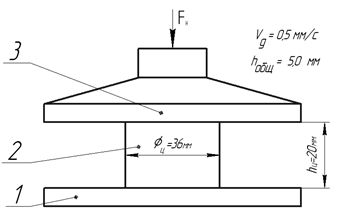 Fн
Vg=0,5 мм/с
hобщ = 5,0 мм
3
2
ϕц=36мм
hц=20мм
1